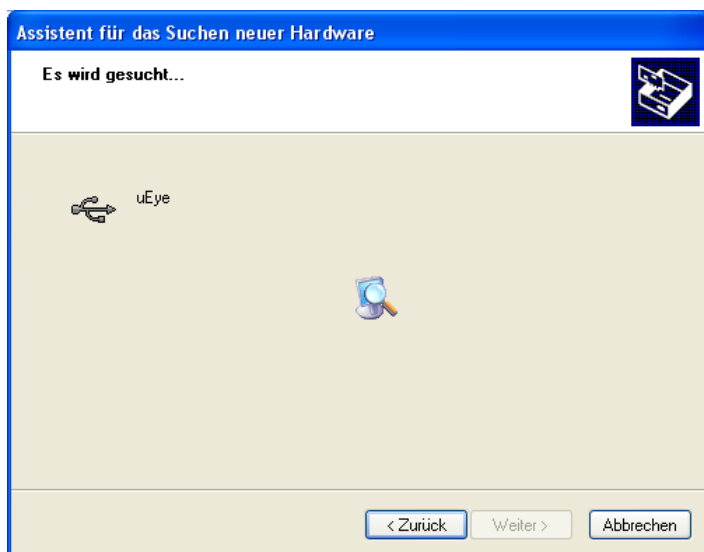 Assistent für das Suchen neuer Hardware
Es wird gesucht...
uEye
< Zurück
Weiter >
Abbrechen